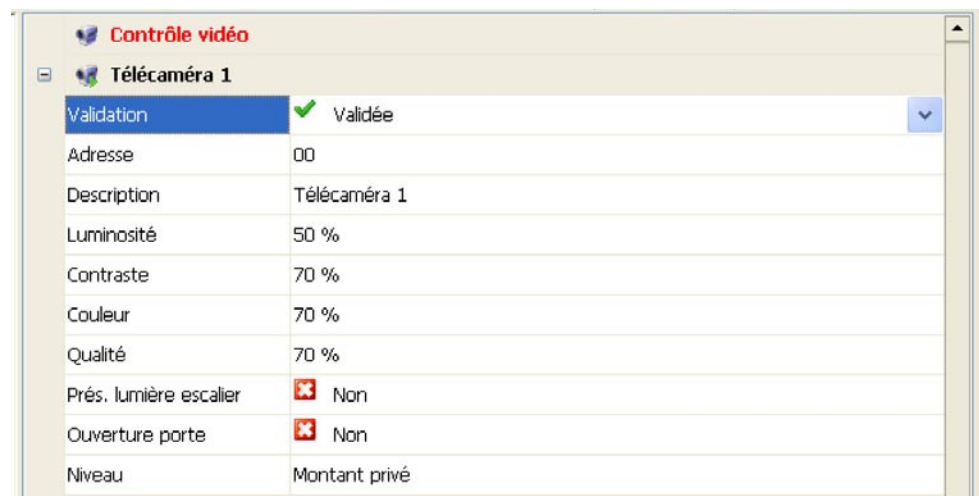 Contrôle vidéo
Télécaméra 1
Validation Validée
Adresse 00
Description Télécaméra 1
Luminosité 50 %
Contraste 70 %
Couleur 70 %
Qualité 70 %
Prés. lumière escalier Non
Ouverture porte Non
Niveau Montant privé